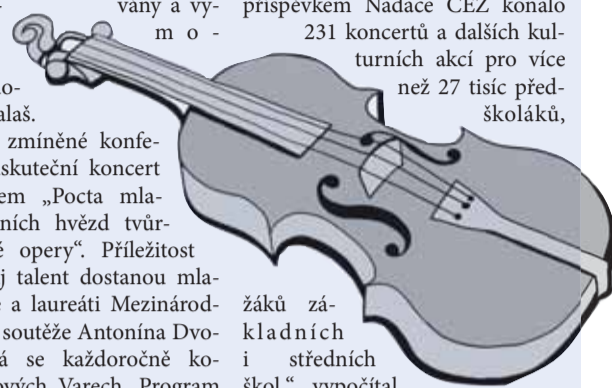 vány a vy-
m o -
alaš.
zmíněné konfe-
skuteční koncert
em „Pocta mla-
ních hvězd tvůr-
é opery“. Příležitost
j talent dostanou mla-
e a laureáti Mezinárod-
soutěže Antonína Dvo-
á se každoročně ko-
ových Varech. Program
příspěvkem Nadace ČEZ konalo
231 koncertů a dalších kul-
turních akcí pro více
než 27 tisíc před-
školáků,
žáků zá-
kladních
i středních
škol,“ vypočítal